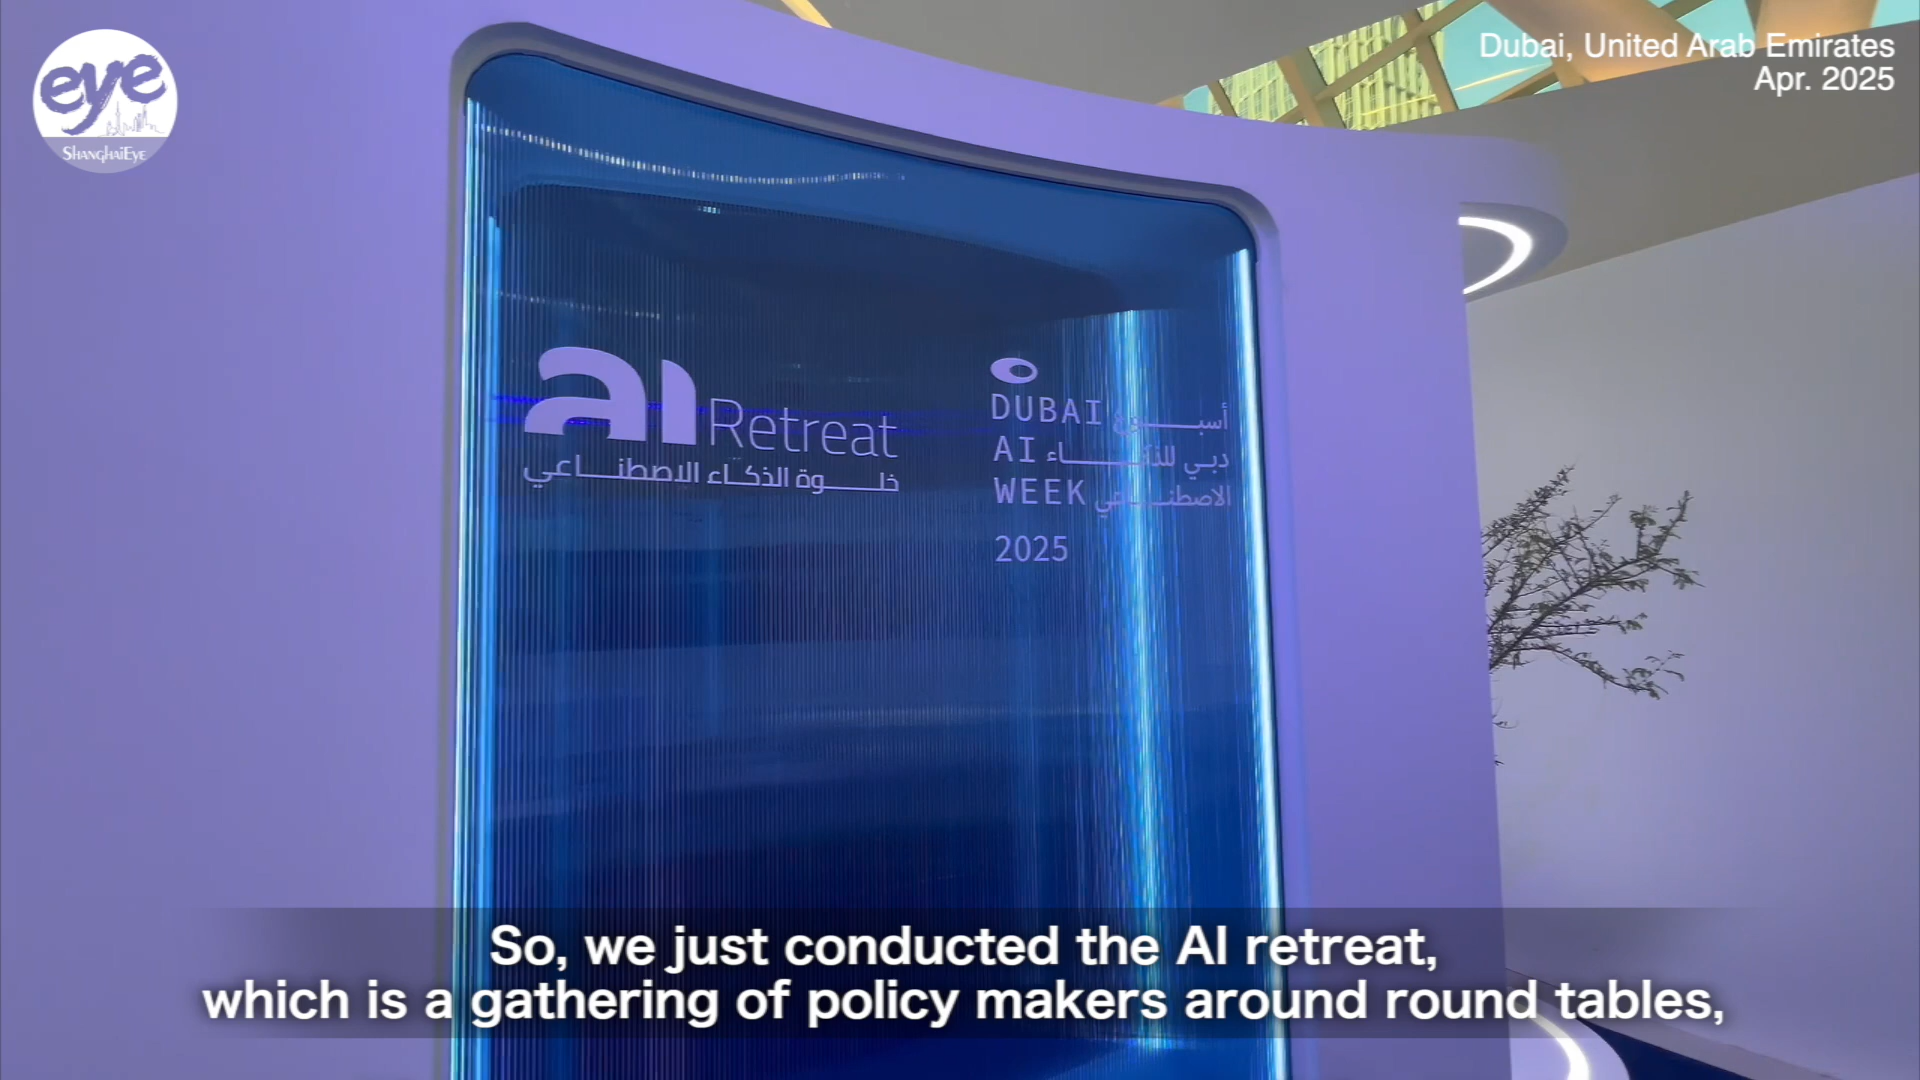 eye
SHANGHAIEYE
Dubai, United Arab Emirates
Apr. 2025
aI Retreat
خلوة الذكاء الاصطناعي
DUBAI أسبوع
AI دبي للذكاء
WEEK الاصطناعي
2025
So, we just conducted the AI retreat,
which is a gathering of policy makers around round tables,